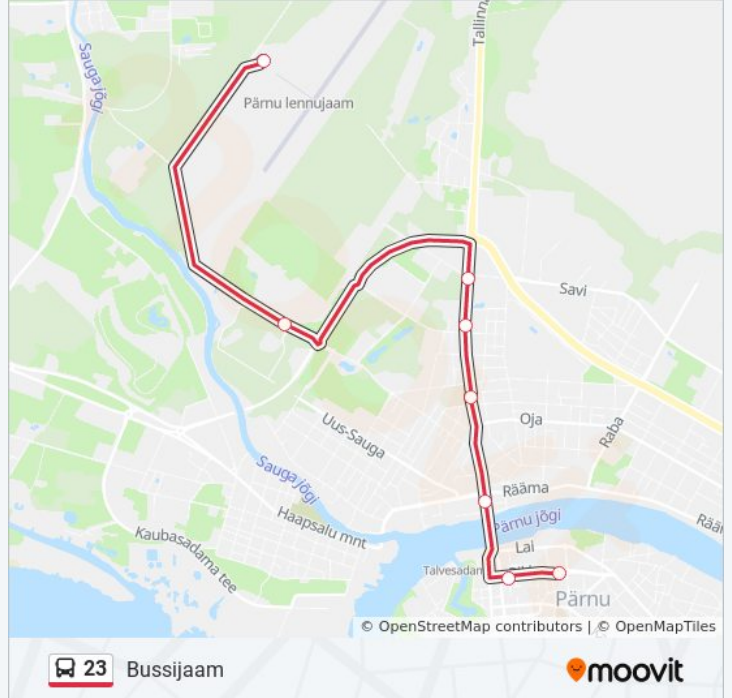 Tallinn
Sauga jõgi
Pärnu lennujaam
Savi
Oja
Raba
Uus-Sauga
Sauga jõgi
Rääma
Pärnu jõgi
Haapsalu mnt
Lai
Kaubasadama tee
Talvesadam
Pärnu
© OpenStreetMap contributors | © OpenMapTiles
23 Bussijaam
moovit